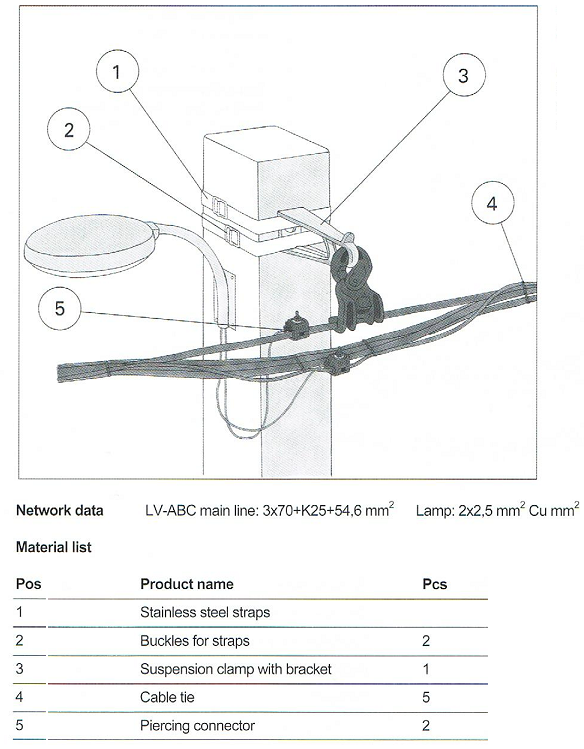 1
2
3
4
5
Network data LV-ABC main line: 3x70+K25+54,6 mm² Lamp: 2x2,5 mm² Cu mm²
Material list
Pos Product name Pcs
1 Stainless steel straps
2 Buckles for straps 2
3 Suspension clamp with bracket 1
4 Cable tie 5
5 Piercing connector 2